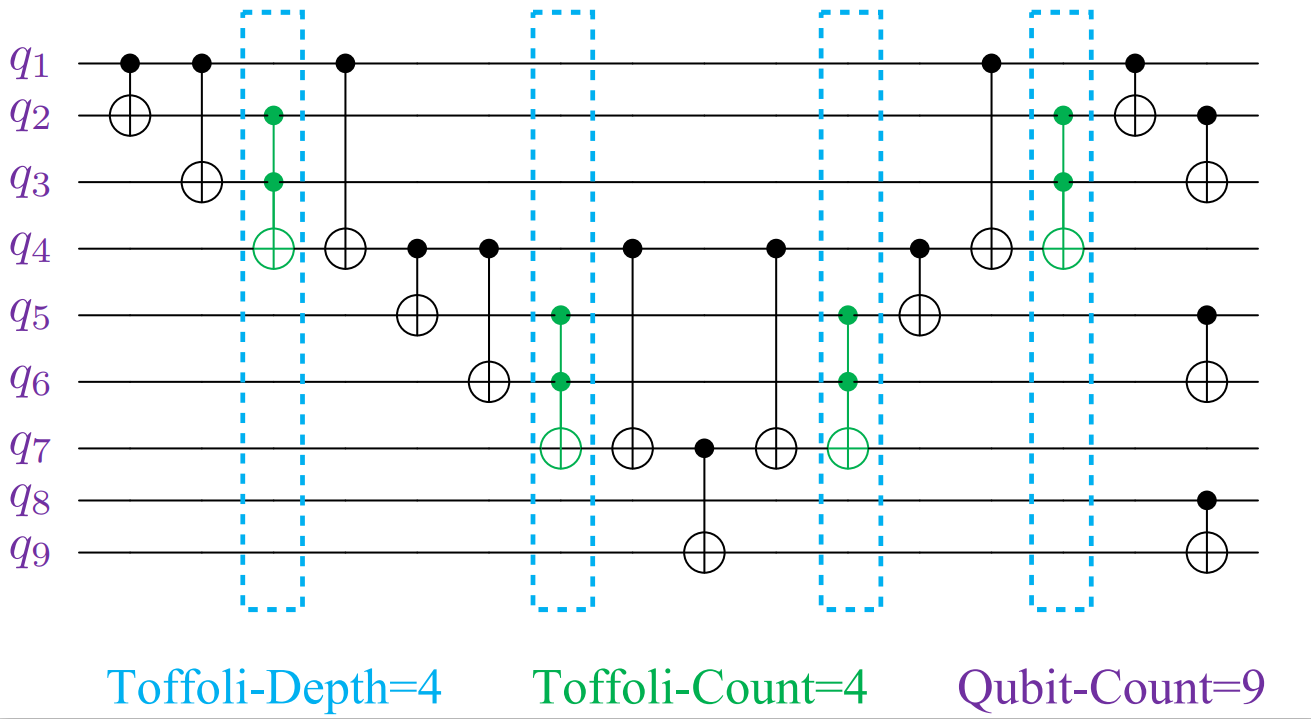 q1
q2
q3
q4
q5
q6
q7
q8
q9
Toffoli-Depth=4 Toffoli-Count=4 Qubit-Count=9